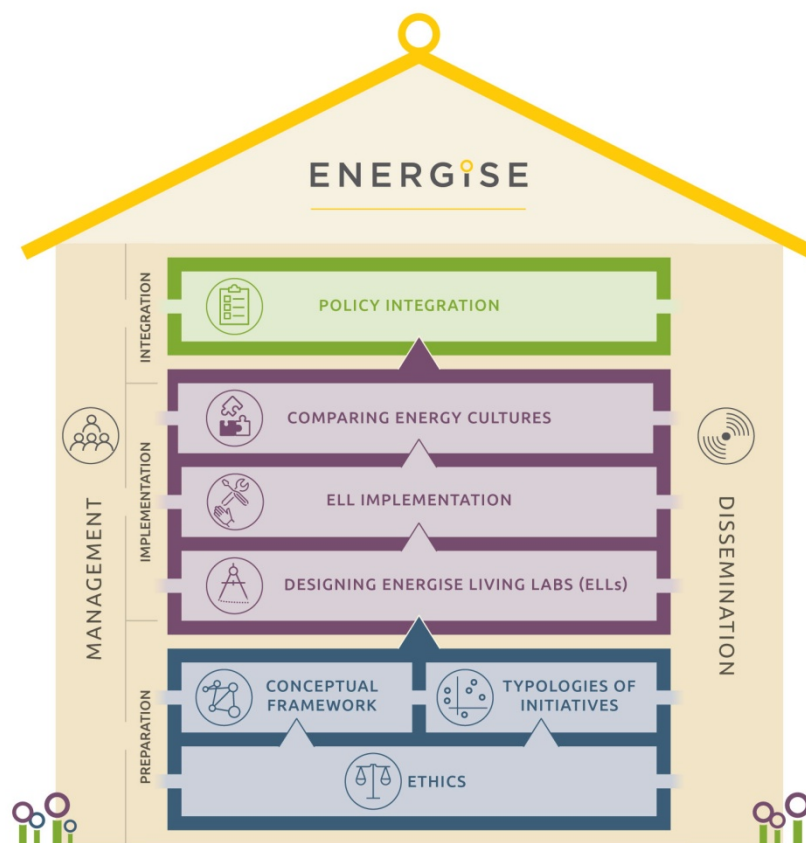 ENERGiSE
INTEGRATION
POLICY INTEGRATION
IMPLEMENTATION
COMPARING ENERGY CULTURES
ELL IMPLEMENTATION
DESIGNING ENERGISE LIVING LABS (ELLs)
MANAGEMENT
DISSEMINATION
PREPARATION
CONCEPTUAL
FRAMEWORK
TYPOLOGIES OF
INITIATIVES
ETHICS